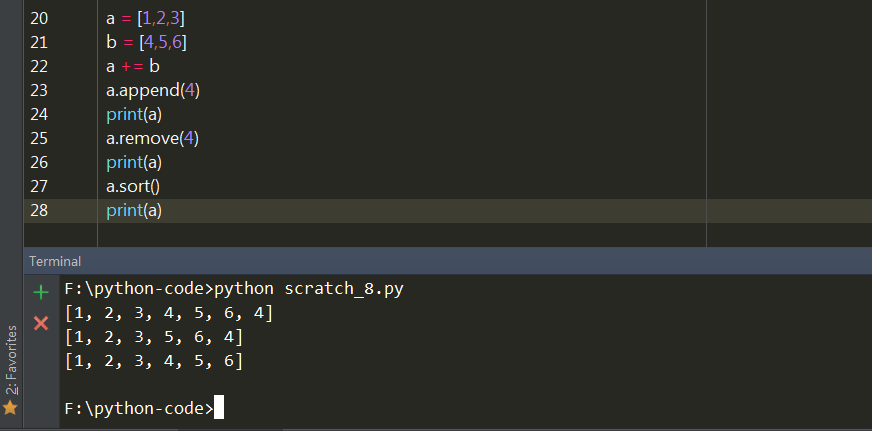 20 a = [1,2,3]
21 b = [4,5,6]
22 a += b
23 a.append(4)
24 print(a)
25 a.remove(4)
26 print(a)
27 a.sort()
28 print(a)
Terminal
F:\python-code>python scratch_8.py
[1, 2, 3, 4, 5, 6, 4]
[1, 2, 3, 5, 6, 4]
[1, 2, 3, 4, 5, 6]
F:\python-code>
2: Favorites